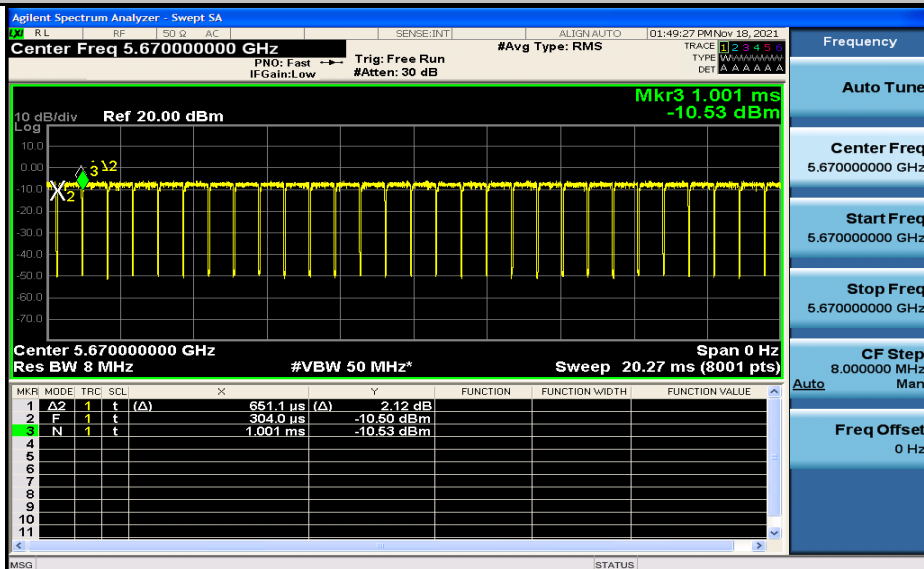 Agilent Spectrum Analyzer - Swept SA
LXI RL RF 50 Ω AC SENSE:INT ALIGN AUTO 01:49:27 PM Nov 18, 2021
Center Freq 5.670000000 GHz #Avg Type: RMS TRACE 1 2 3 4 5 6
PNO: Fast Trig: Free Run TYPE W
IFGain:Low #Atten: 30 dB DET A A A A A A
Mkr3 1.001 ms
10 dB/div Ref 20.00 dBm -10.53 dBm
Log
10.0
0.00
-10.0
-20.0
-30.0
-40.0
-50.0
-60.0
-70.0
3 Δ2
X2
Center 5.670000000 GHz Span 0 Hz
Res BW 8 MHz #VBW 50 MHz* Sweep 20.27 ms (8001 pts)
MKR MODE TRC SCL X Y FUNCTION FUNCTION WIDTH FUNCTION VALUE
1 Δ2 1 t (Δ) 651.1 µs (Δ) 2.12 dB
2 F 1 t 304.0 µs -10.50 dBm
3 N 1 t 1.001 ms -10.53 dBm
4
5
6
7
8
9
10
11
MSG STATUS
Frequency
Auto Tune
Center Freq
5.670000000 GHz
Start Freq
5.670000000 GHz
Stop Freq
5.670000000 GHz
CF Step
8.000000 MHz
Auto Man
Freq Offset
0 Hz